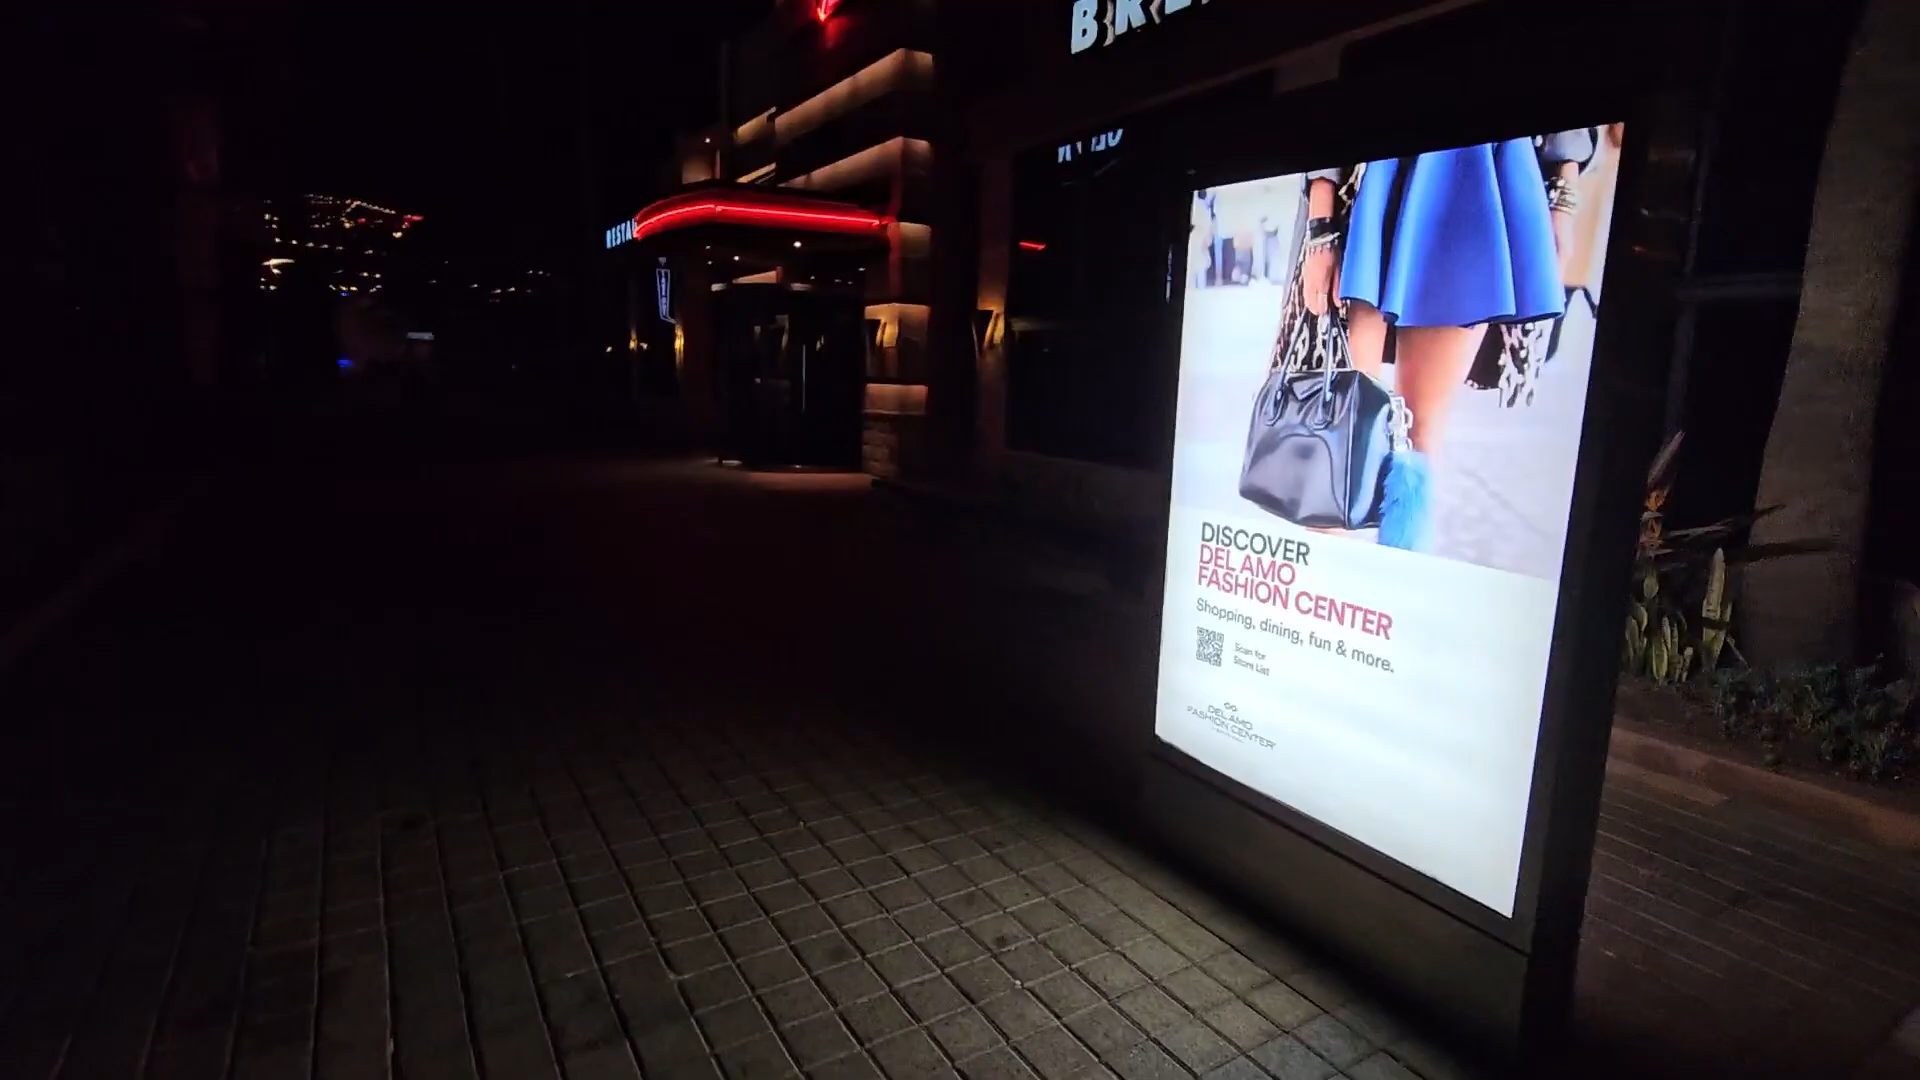 DISCOVER
DEL AMO
FASHION CENTER
Shopping, dining, fun & more.
Scan for
Store List
DEL AMO
FASHION CENTER